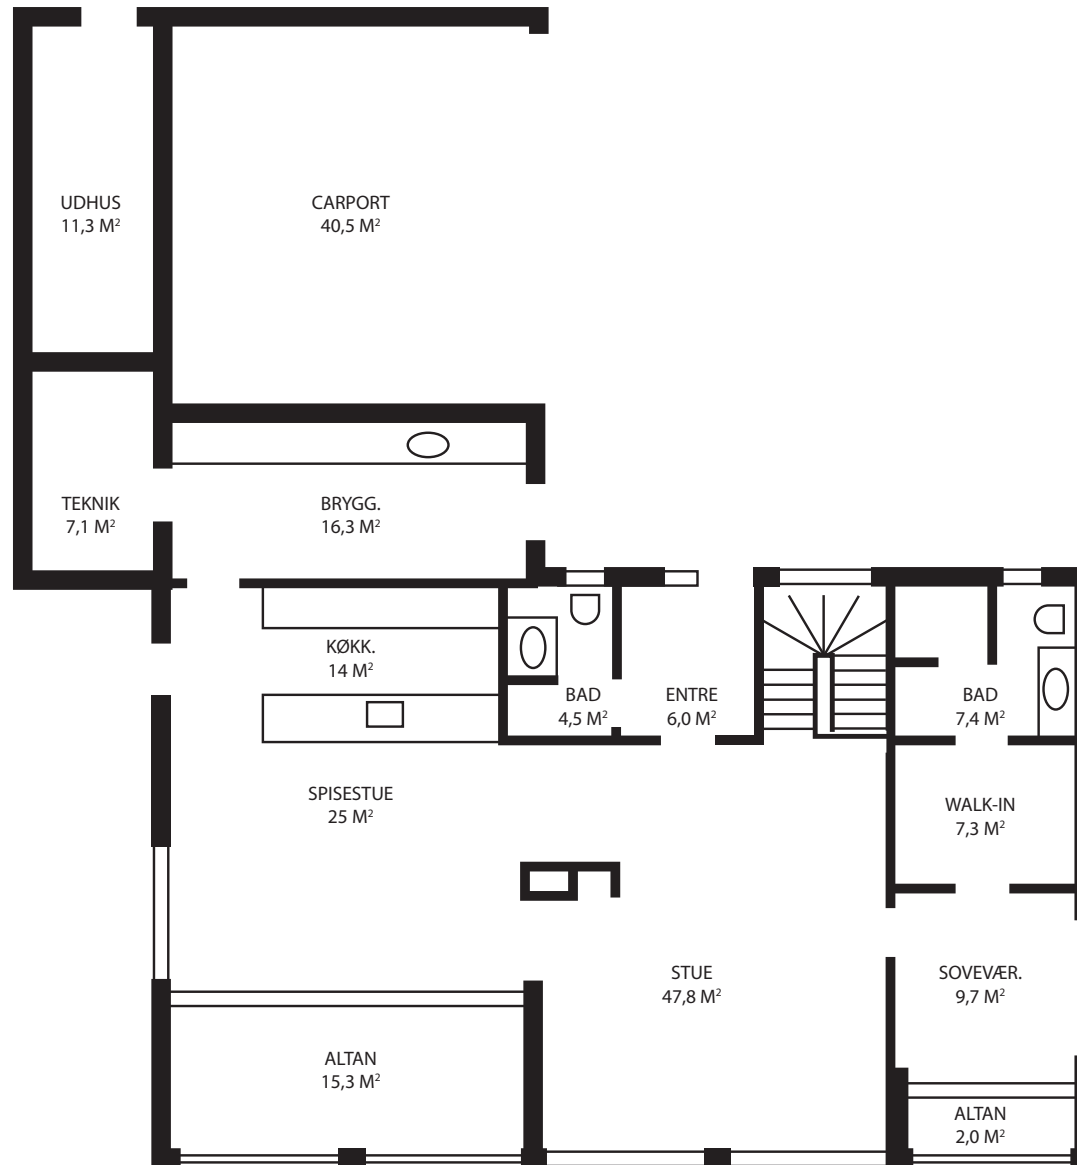 UDHUS
11,3 M²
CARPORT
40,5 M²
TEKNIK
7,1 M²
BRYGG.
16,3 M²
KØKK.
14 M²
BAD
4,5 M²
ENTRE
6,0 M²
BAD
7,4 M²
SPISESTUE
25 M²
WALK-IN
7,3 M²
STUE
47,8 M²
SOVEVÆR.
9,7 M²
ALTAN
15,3 M²
ALTAN
2,0 M²